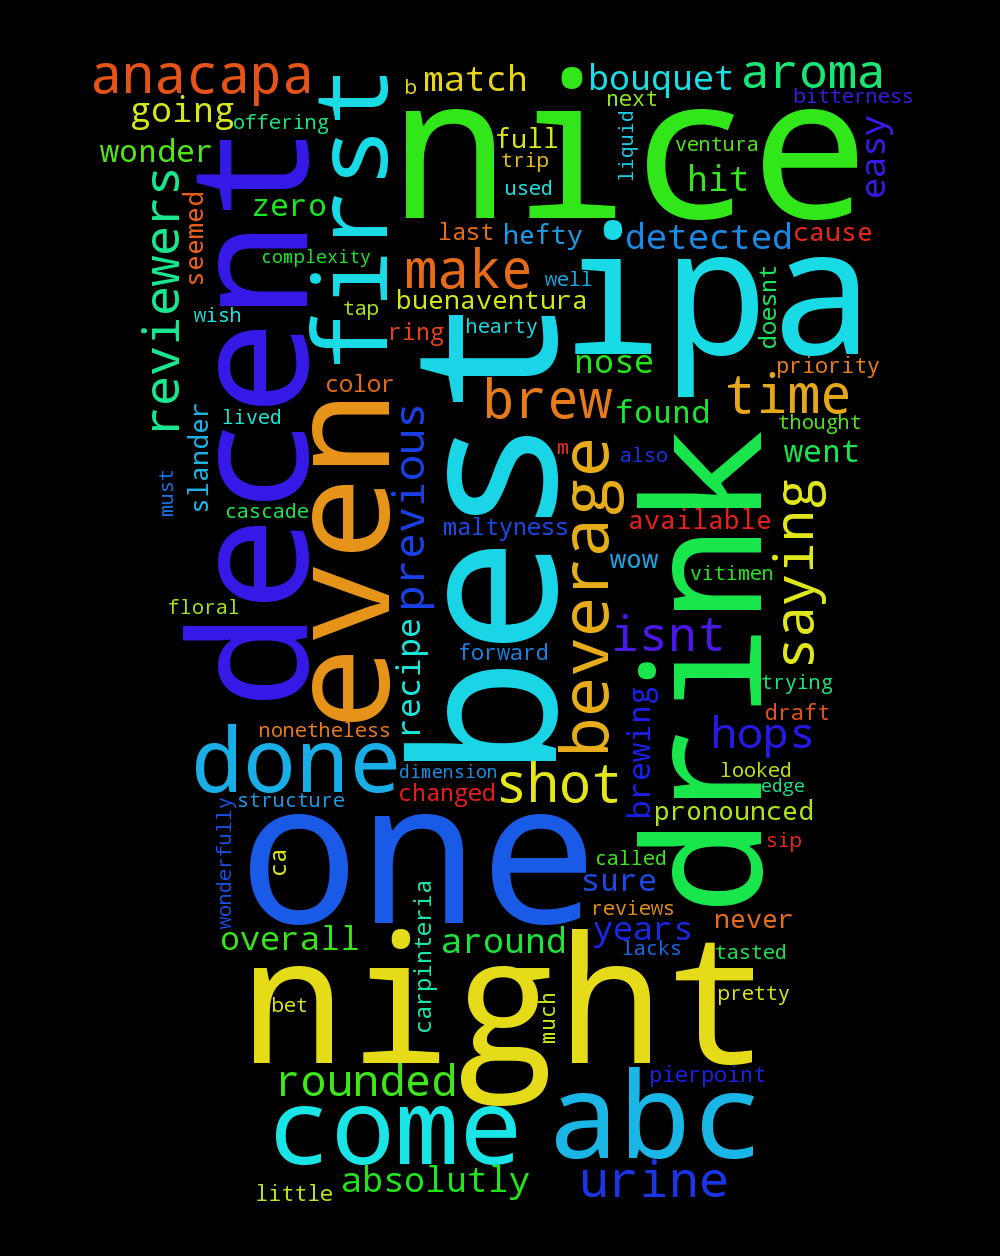 anacapa
b
match
bouquet
aroma
going
offering
first
nice
next
bitterness
wonder
full
trip
liquid
ventura
easy
reviewers
seemed
decent
zero
used
hit
last
hefty
detected
cause
complexity
make
well
ipa
doesnt
wish
tap
buenaventura
ring
hearty
best
nose
priority
color
brew
found
time
lived
slander
even
previous
m
also
thought
went
must
cascade
maltyness
beverage
available
drink
saying
wow
vitimen
floral
recipe
forward
isnt
trying
nonetheless
brewing
draft
hops
done
dimension
shot
looked
structure
changed
edge
wonderfully
one
pronounced
ca
called
sip
sure
reviews
years
never
overall
carpinteria
around
lacks
tasted
night
bet
much
pretty
rounded
pierpoint
come
abc
little
absolutly
urine